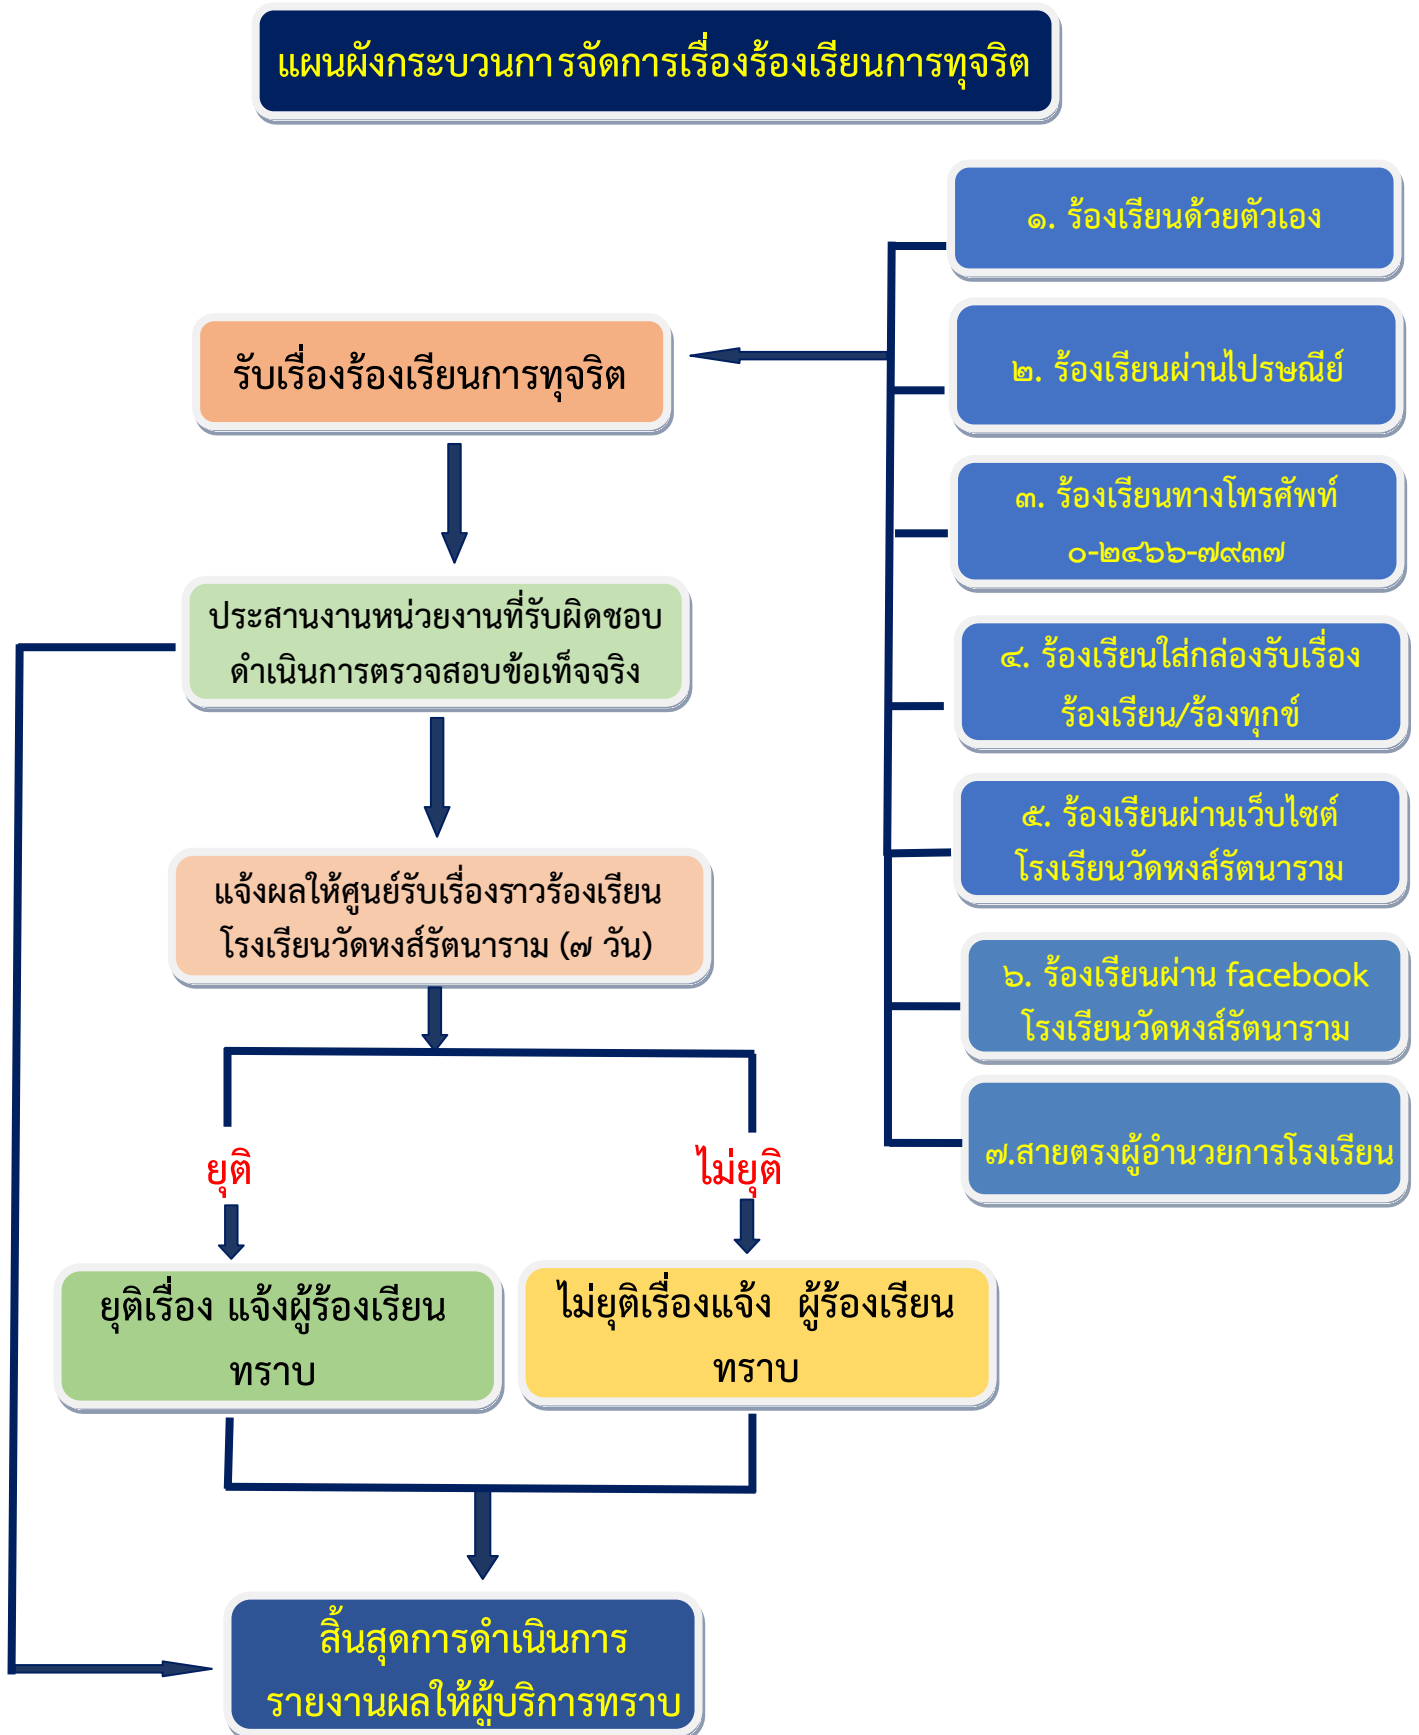 แผนผังกระบวนการจัดการเรื่องร้องเรียนการทุจริต
๑. ร้องเรียนด้วยตัวเอง
๒. ร้องเรียนผ่านไปรษณีย์
๓. ร้องเรียนทางโทรศัพท์
๐-๒๔๖๖-๗๙๓๗
๔. ร้องเรียนใส่กล่องรับเรื่อง
ร้องเรียน/ร้องทุกข์
๕. ร้องเรียนผ่านเว็บไซต์
โรงเรียนวัดหงส์รัตนาราม
๖. ร้องเรียนผ่าน facebook
โรงเรียนวัดหงส์รัตนาราม
๗.สายตรงผู้อำนวยการโรงเรียน
รับเรื่องร้องเรียนการทุจริต
ประสานงานหน่วยงานที่รับผิดชอบ
ดำเนินการตรวจสอบข้อเท็จจริง
แจ้งผลให้ศูนย์รับเรื่องราวร้องเรียน
โรงเรียนวัดหงส์รัตนาราม (๗ วัน)
ยุติ
ไม่ยุติ
ยุติเรื่อง แจ้งผู้ร้องเรียน
ทราบ
ไม่ยุติเรื่องแจ้ง ผู้ร้องเรียน
ทราบ
สิ้นสุดการดำเนินการ
รายงานผลให้ผู้บริการทราบ